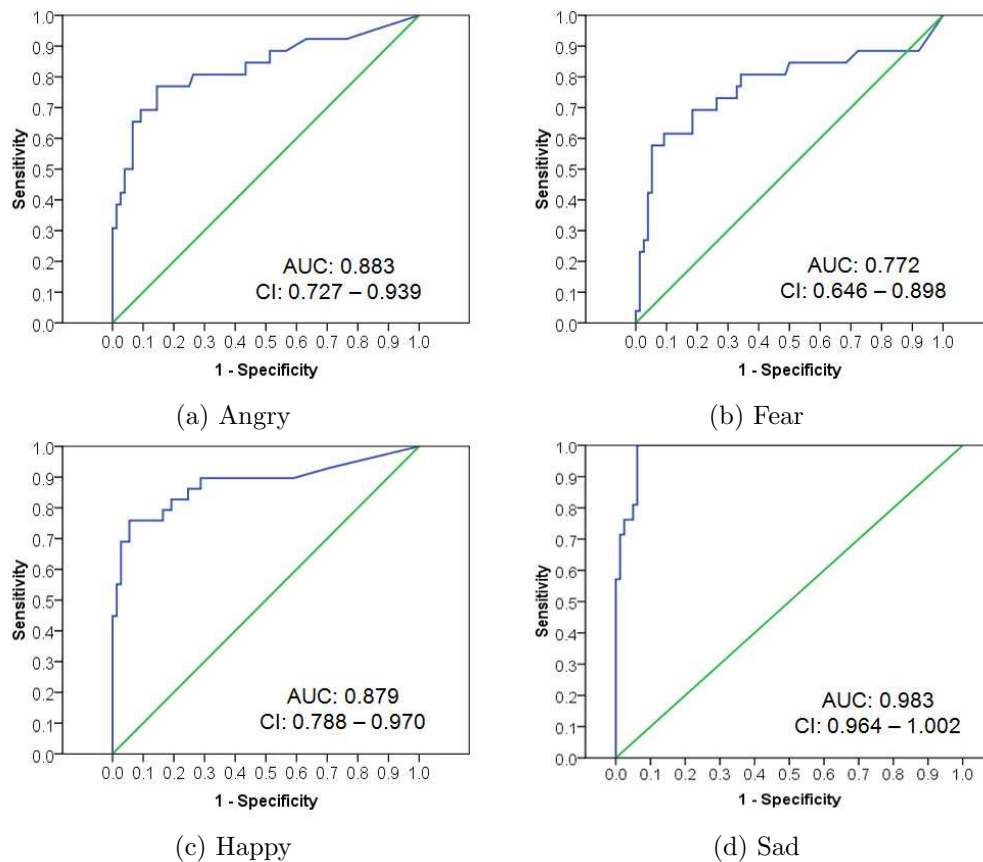 1.0
0.9
0.8
0.7
0.6
0.5
0.4
0.3
0.2
0.1
0.0
Sensitivity
AUC: 0.883
CI: 0.727 – 0.939
0.0 0.1 0.2 0.3 0.4 0.5 0.6 0.7 0.8 0.9 1.0
1 - Specificity
(a) Angry
1.0
0.9
0.8
0.7
0.6
0.5
0.4
0.3
0.2
0.1
0.0
Sensitivity
AUC: 0.772
CI: 0.646 – 0.898
0.0 0.1 0.2 0.3 0.4 0.5 0.6 0.7 0.8 0.9 1.0
1 - Specificity
(b) Fear
1.0
0.9
0.8
0.7
0.6
0.5
0.4
0.3
0.2
0.1
0.0
Sensitivity
AUC: 0.879
CI: 0.788 – 0.970
0.0 0.1 0.2 0.3 0.4 0.5 0.6 0.7 0.8 0.9 1.0
1 - Specificity
(c) Happy
1.0
0.9
0.8
0.7
0.6
0.5
0.4
0.3
0.2
0.1
0.0
Sensitivity
AUC: 0.983
CI: 0.964 – 1.002
0.0 0.1 0.2 0.3 0.4 0.5 0.6 0.7 0.8 0.9 1.0
1 - Specificity
(d) Sad